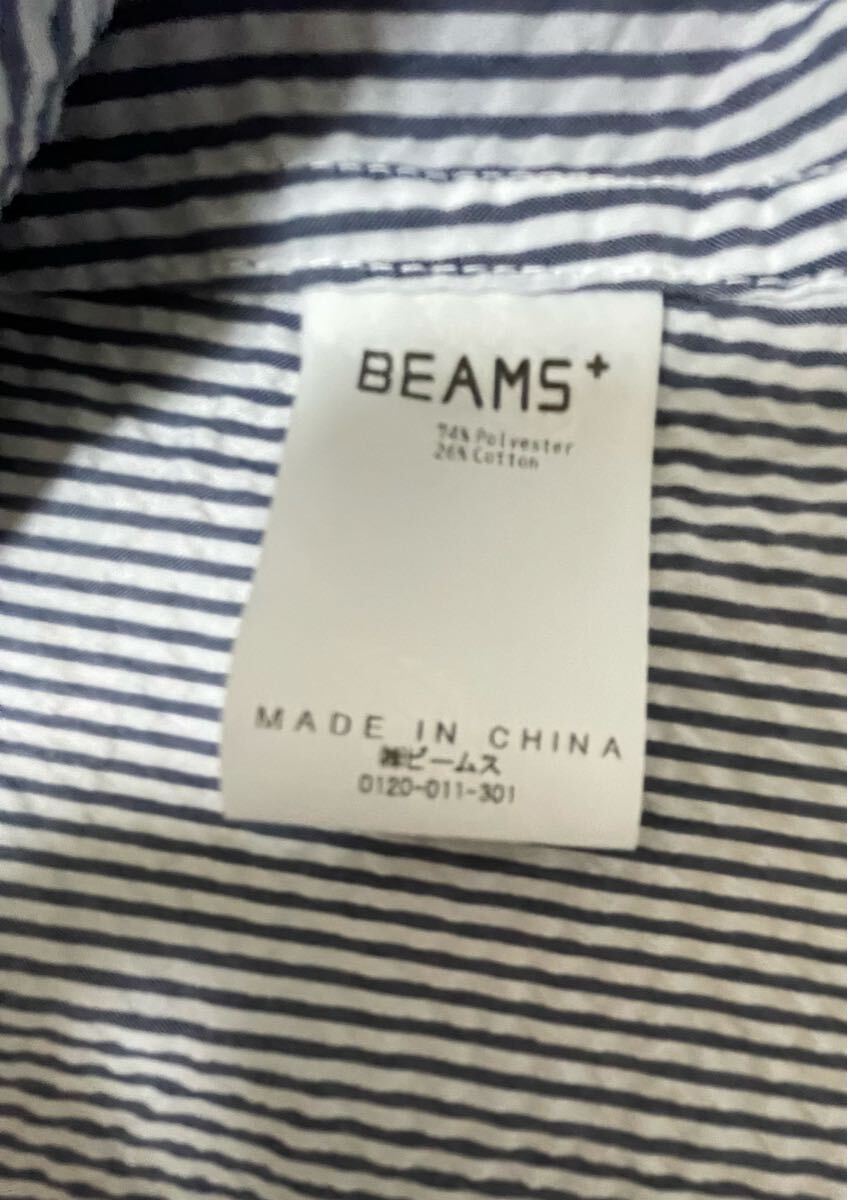 BEAMS+
74% Polyester
26% Cotton
MADE IN CHINA
㈱ビームス
0120-011-301